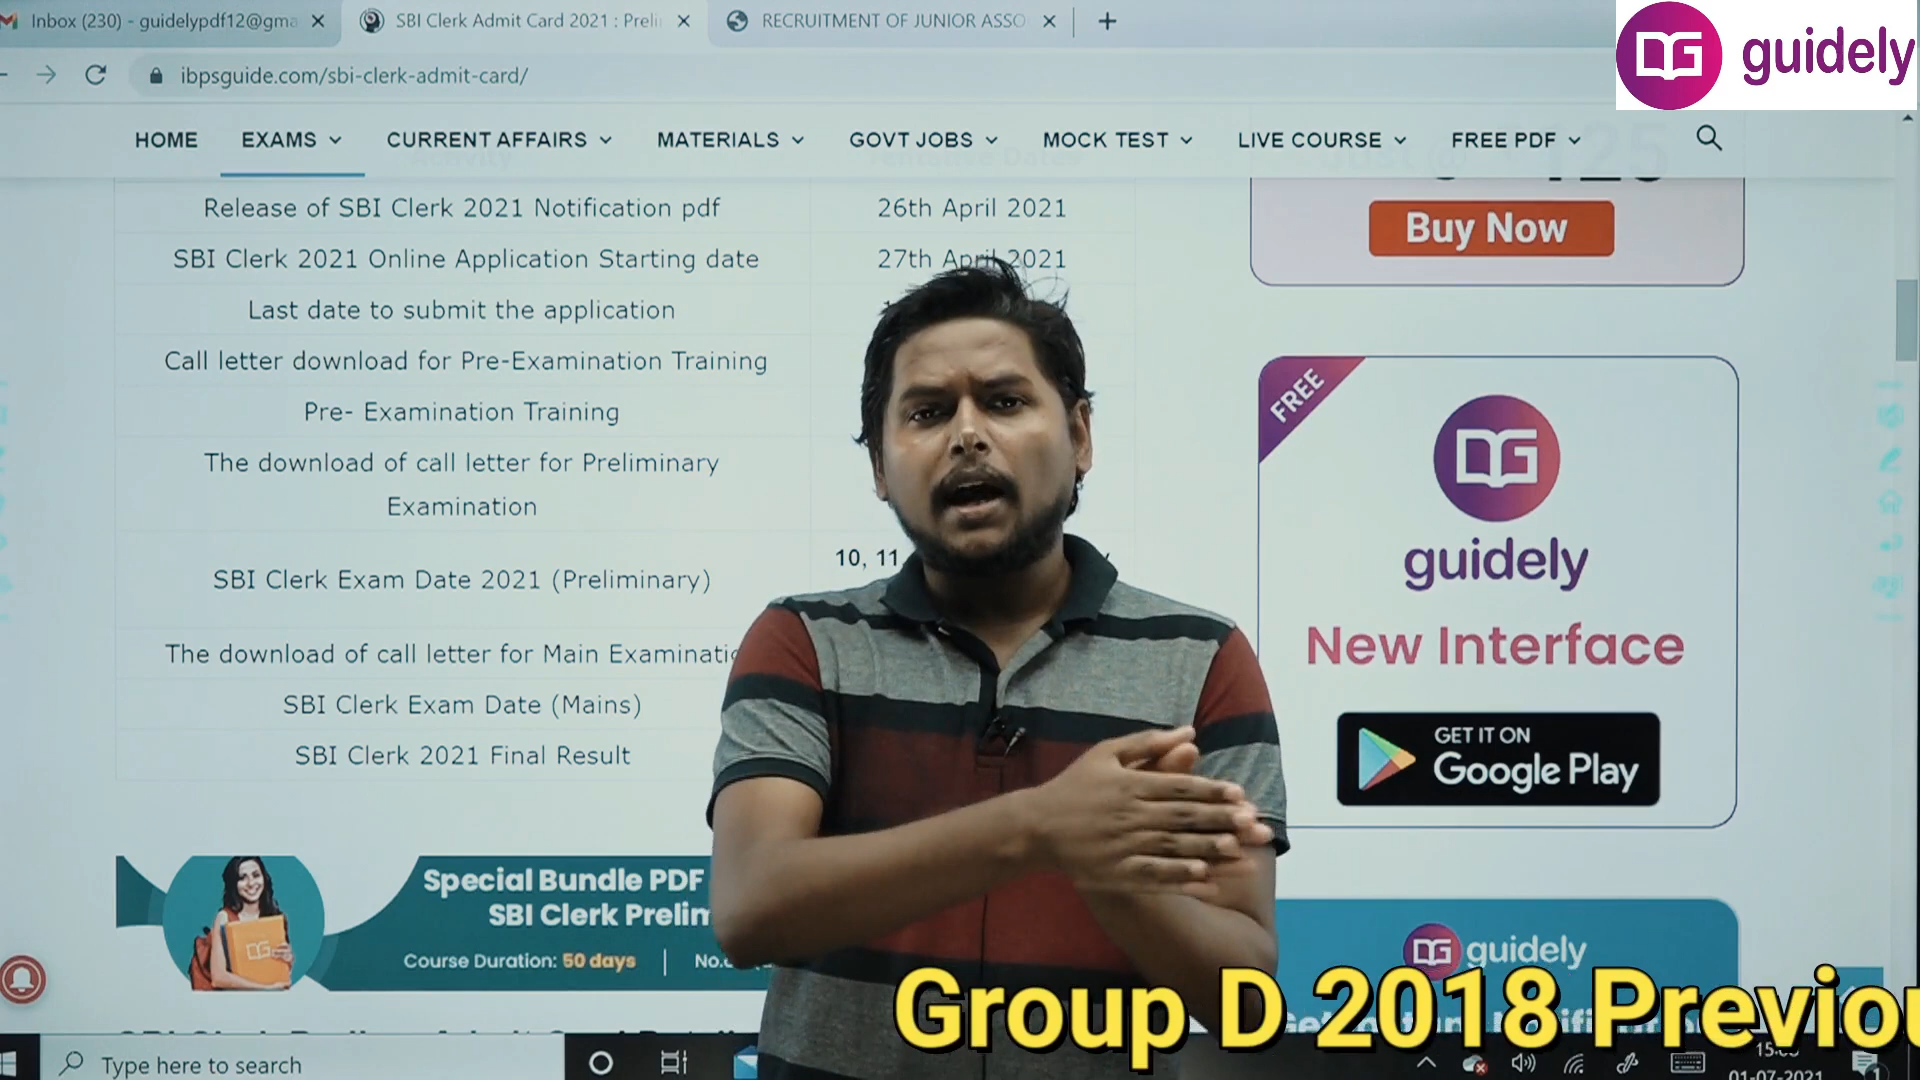 Inbox (230) - guidelypdf12@gma
SBI Clerk Admit Card 2021 : Preli
RECRUITMENT OF JUNIOR ASSO
guidely
ibpsguide.com/sbi-clerk-admit-card/
HOME EXAMS CURRENT AFFAIRS MATERIALS GOVT JOBS MOCK TEST LIVE COURSE FREE PDF
Release of SBI Clerk 2021 Notification pdf 26th April 2021
Buy Now
SBI Clerk 2021 Online Application Starting date 27th April 2021
Last date to submit the application
Call letter download for Pre-Examination Training
FREE
Pre- Examination Training
The download of call letter for Preliminary
Examination
10, 11
SBI Clerk Exam Date 2021 (Preliminary)
guidely
New Interface
The download of call letter for Main Examinatio
SBI Clerk Exam Date (Mains)
SBI Clerk 2021 Final Result
GET IT ON
Google Play
Special Bundle PDF
SBI Clerk Prelim
Course Duration: 50 days
guidely
Group D 2018 Previou
Type here to search
01-07-2021